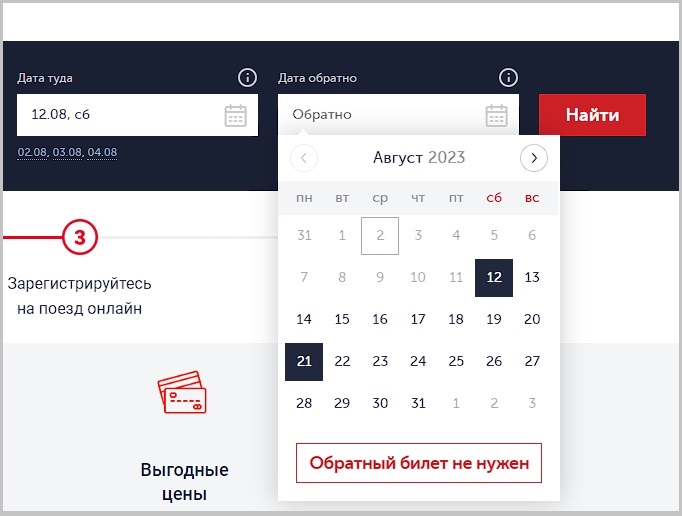 Дата туда
Дата обратно
12.08, сб
Обратно
Найти
02.08, 03.08, 04.08
Август 2023
пн вт ср чт пт сб вс
31 1 2 3 4 5 6
7 8 9 10 11 12 13
14 15 16 17 18 19 20
21 22 23 24 25 26 27
28 29 30 31 1 2 3
Обратный билет не нужен
3
Зарегистрируйтесь
на поезд онлайн
Выгодные
цены